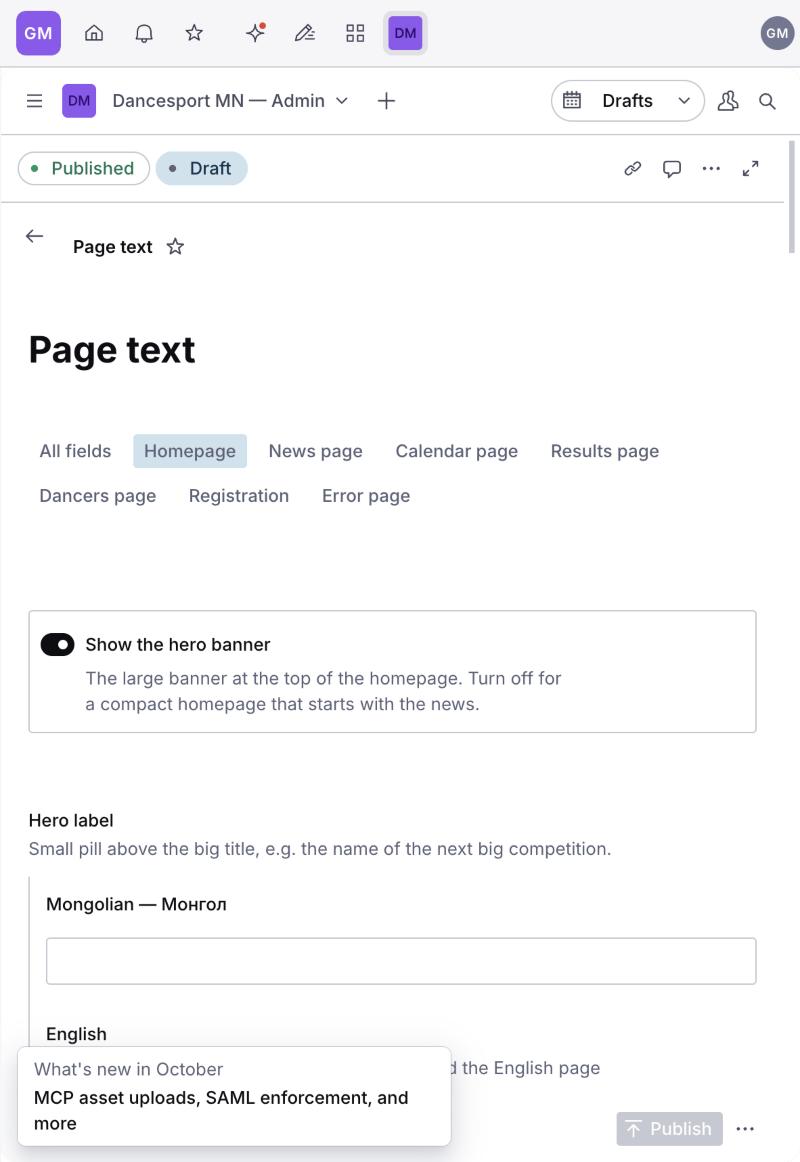 GM
DM
GM
DM
Dancesport MN — Admin
Drafts
Published
Draft
Page text
Page text
All fields
Homepage
News page
Calendar page
Results page
Dancers page
Registration
Error page
Show the hero banner
The large banner at the top of the homepage. Turn off for
a compact homepage that starts with the news.
Hero label
Small pill above the big title, e.g. the name of the next big competition.
Mongolian — Монгол
English
the English page
What's new in October
MCP asset uploads, SAML enforcement, and
more
Publish